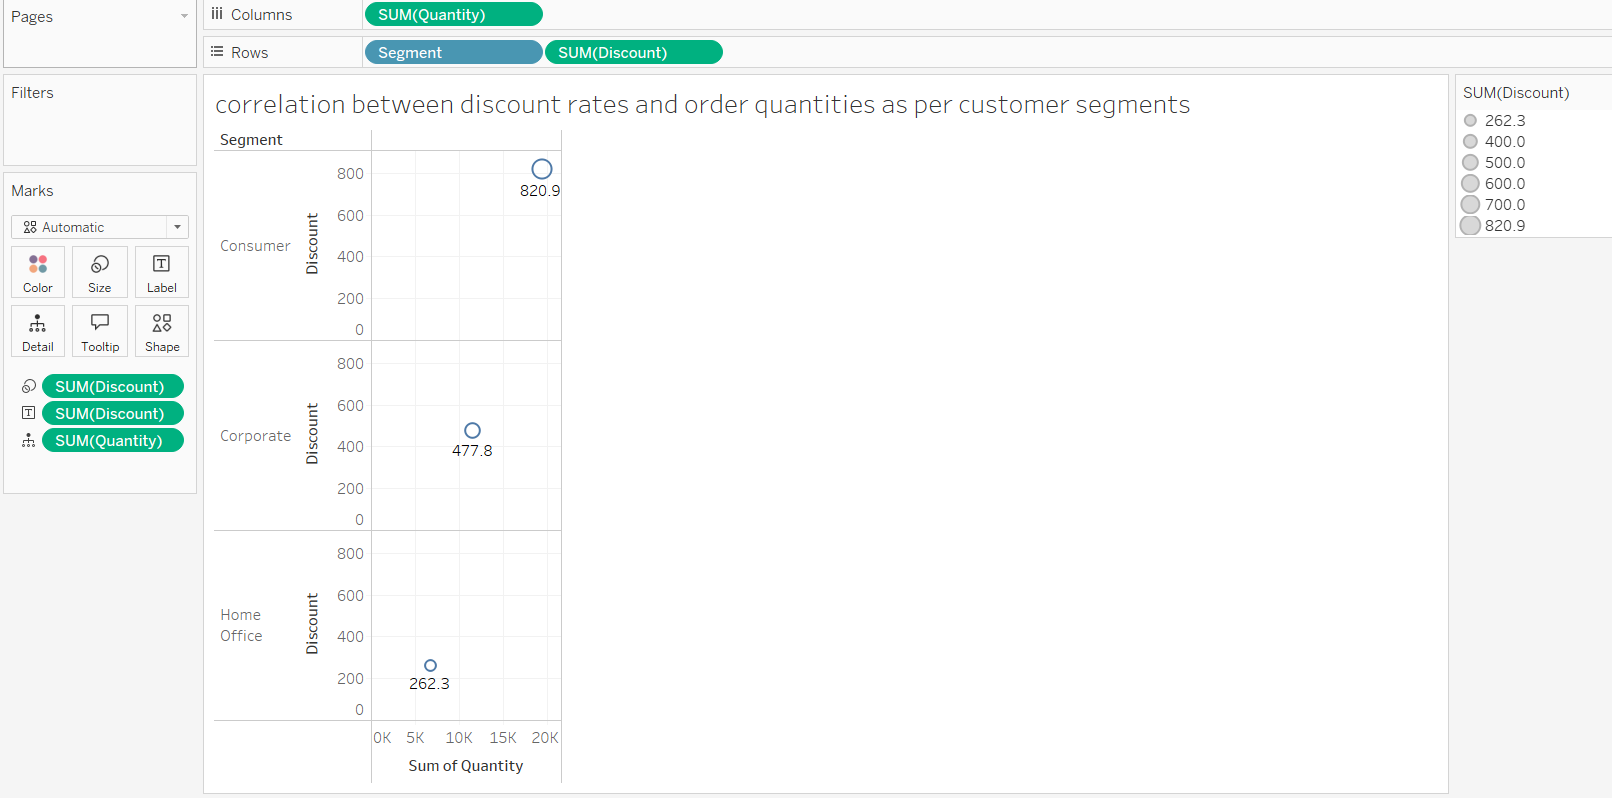 Pages
Columns
SUM(Quantity)
Rows
Segment
SUM(Discount)
Filters
Marks
Automatic
Color
Size
Label
Detail
Tooltip
Shape
SUM(Discount)
SUM(Discount)
SUM(Quantity)
correlation between discount rates and order quantities as per customer segments
Segment
Consumer
Discount
800
600
400
200
0
820.9
Corporate
Discount
800
600
400
200
0
477.8
Home
Office
Discount
800
600
400
200
0
262.3
0K 5K 10K 15K 20K
Sum of Quantity
SUM(Discount)
262.3
400.0
500.0
600.0
700.0
820.9